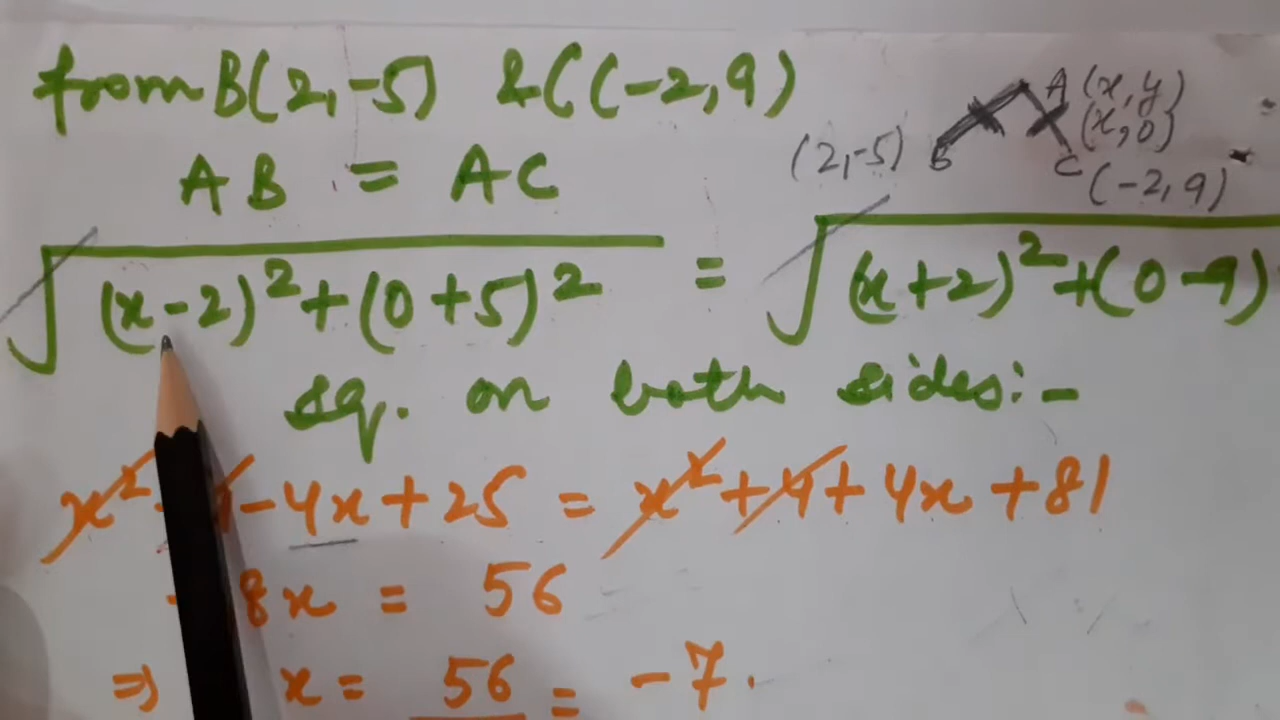 from B(2,-5) & C(-2,9)
A(x,y)
(x,0)
(2,-5) B
C (-2,9)
AB = AC
√(x-2)²+(0+5)² = √(x+2)²+(0-9)
sq. on both sides:-
x² -4x+25 = x²+4+4x+81
8x = 56
⇒ x = 56 = -7.